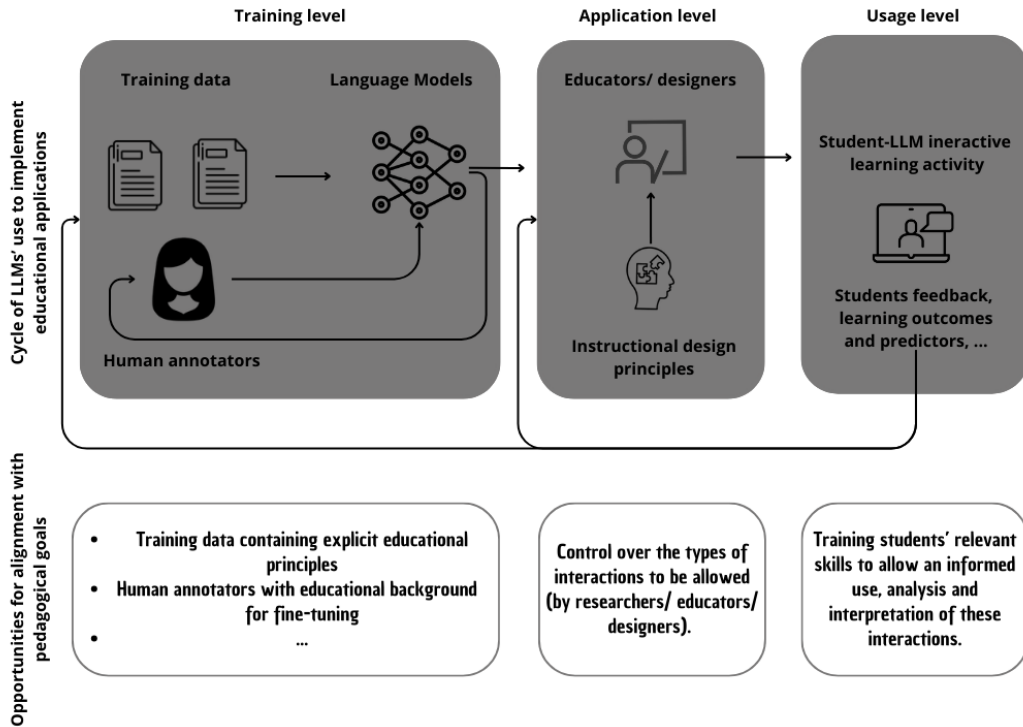 Training level
Application level
Usage level
Cycle of LLMs' use to implement
educational applications
Training data
Language Models
Human annotators
Educators/ designers
Instructional design
principles
Student-LLM ineractive
learning activity
Students feedback,
learning outcomes
and predictors, ...
Opportunities for alignment with
pedagogical goals
• Training data containing explicit educational
principles
• Human annotators with educational background
for fine-tuning
• ...
Control over the types of
interactions to be allowed
(by researchers/ educators/
designers).
Training students' relevant
skills to allow an informed
use, analysis and
interpretation of these
interactions.